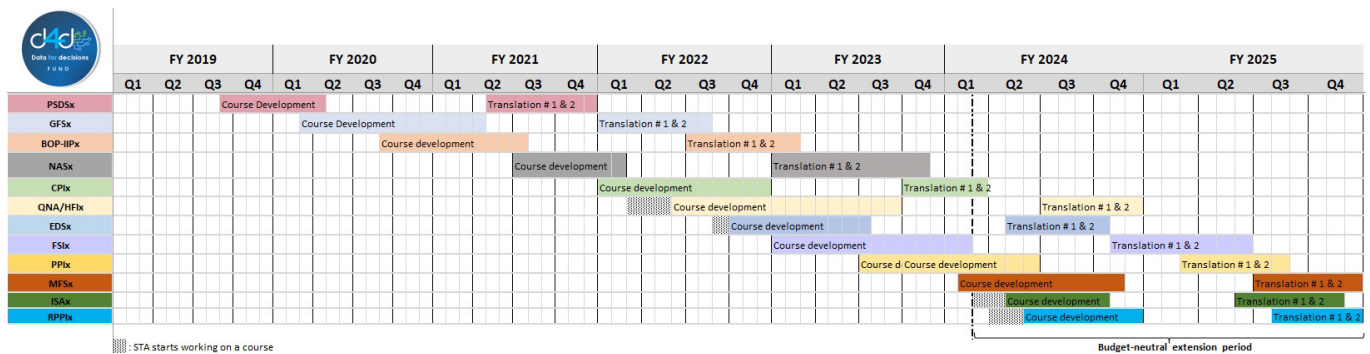 d4d
Data for decisions
FUND
FY 2019 FY 2020 FY 2021 FY 2022 FY 2023 FY 2024 FY 2025
Q1 Q2 Q3 Q4 Q1 Q2 Q3 Q4 Q1 Q2 Q3 Q4 Q1 Q2 Q3 Q4 Q1 Q2 Q3 Q4 Q1 Q2 Q3 Q4 Q1 Q2 Q3 Q4
PSDSx Course Development Translation # 1 & 2
GFSx Course Development Translation # 1 & 2
BOP-IIPx Course development Translation # 1 & 2
NASx Course development Translation # 1 & 2
CPIx Course development Translation # 1 & 2
QNA/HFIx Course development Translation # 1 & 2
EDSx Course development Translation # 1 & 2
FSIx Course development Translation # 1 & 2
PPIx Course d Course development Translation # 1 & 2
MFSx Course development Translation # 1 & 2
ISAx Course development Translation # 1 & 2
RPPIx Course development Translation # 1 & 2
: STA starts working on a course Budget-neutral extension period